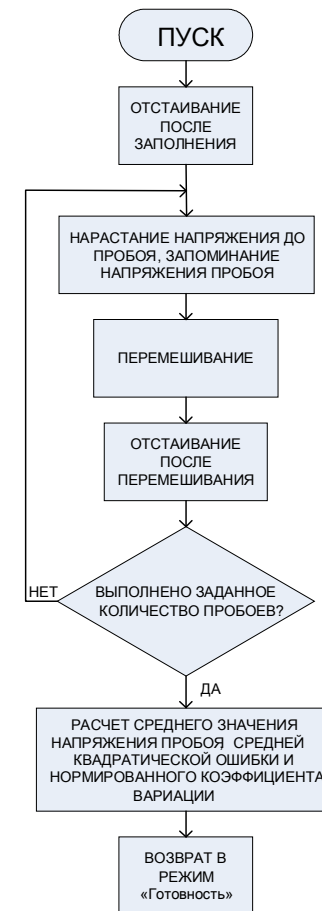 ПУСК
ОТСТАИВАНИЕ
ПОСЛЕ
ЗАПОЛНЕНИЯ
НАРАСТАНИЕ НАПРЯЖЕНИЯ ДО
ПРОБОЯ, ЗАПОМИНАНИЕ
НАПРЯЖЕНИЯ ПРОБОЯ
ПЕРЕМЕШИВАНИЕ
ОТСТАИВАНИЕ
ПОСЛЕ
ПЕРЕМЕШИВАНИЯ
ВЫПОЛНЕНО ЗАДАННОЕ
КОЛИЧЕСТВО ПРОБОЕВ?
НЕТ
ДА
РАСЧЕТ СРЕДНЕГО ЗНАЧЕНИЯ
НАПРЯЖЕНИЯ ПРОБОЯ СРЕДНЕЙ
КВАДРАТИЧЕСКОЙ ОШИБКИ И
НОРМИРОВАННОГО КОЭФФИЦИЕНТА
ВАРИАЦИИ
ВОЗВРАТ В
РЕЖИМ
«Готовность»